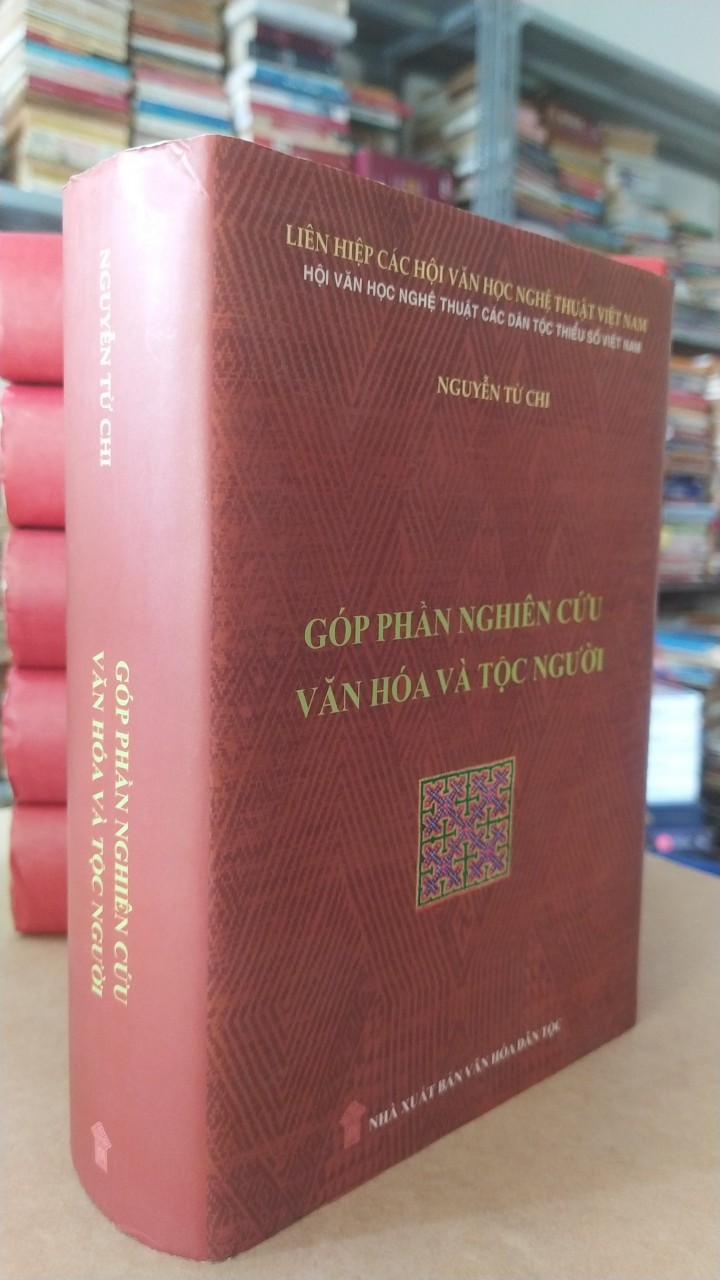 LIÊN HIỆP CÁC HỘI VĂN HỌC NGHỆ THUẬT VIỆT NAM
HỘI VĂN HỌC NGHỆ THUẬT CÁC DÂN TỘC THIỂU SỐ VIỆT NAM
NGUYỄN TỪ CHI
GÓP PHẦN NGHIÊN CỨU
VĂN HÓA VÀ TỘC NGƯỜI
NHÀ XUẤT BẢN VĂN HÓA DÂN TỘC
NGUYỄN TỪ CHI
GÓP PHẦN NGHIÊN CỨU
VĂN HÓA VÀ TỘC NGƯỜI